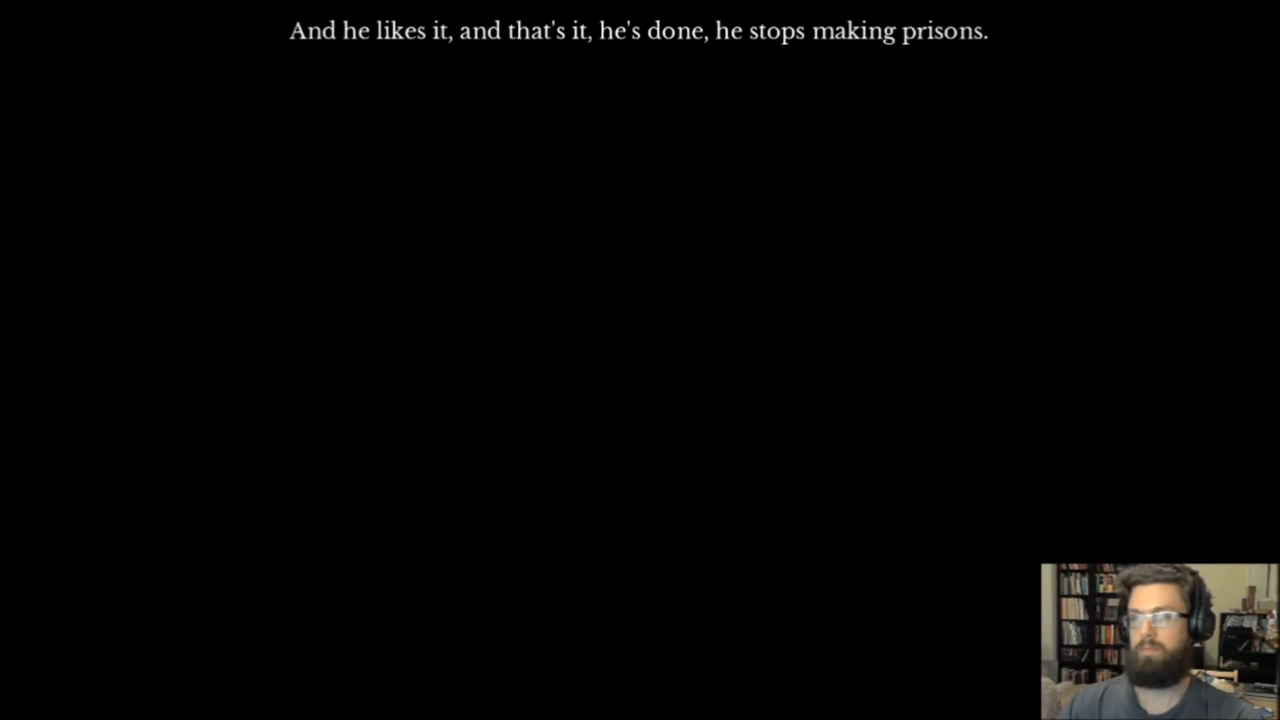 And he likes it, and that's it, he's done, he stops making prisons.